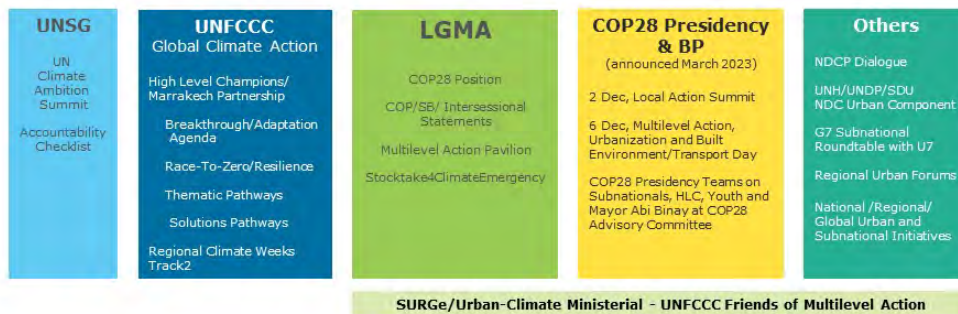 UNSG
UN
Climate
Ambition
Summit
Accountability
Checklist
UNFCCC
Global Climate Action
High Level Champions/
Marrakech Partnership
Breakthrough/Adaptation
Agenda
Race-To-Zero/Resilience
Thematic Pathways
Solutions Pathways
Regional Climate Weeks
Track2
LGMA
COP28 Position
COP/SB/ Intersessional
Statements
Multilevel Action Pavilion
Stocktake4ClimateEmergency
COP28 Presidency
& BP
(announced March 2023)
2 Dec, Local Action Summit
6 Dec, Multilevel Action,
Urbanization and Built
Environment/Transport Day
COP28 Presidency Teams on
Subnationals, HLC, Youth and
Mayor Abi Binay at COP28
Advisory Committee
Others
NDCP Dialogue
UNH/UNDP/SDU
NDC Urban Component
G7 Subnational
Roundtable with U7
Regional Urban Forums
National /Regional/
Global Urban and
Subnational Initiatives
SURGe/Urban-Climate Ministerial - UNFCCC Friends of Multilevel Action